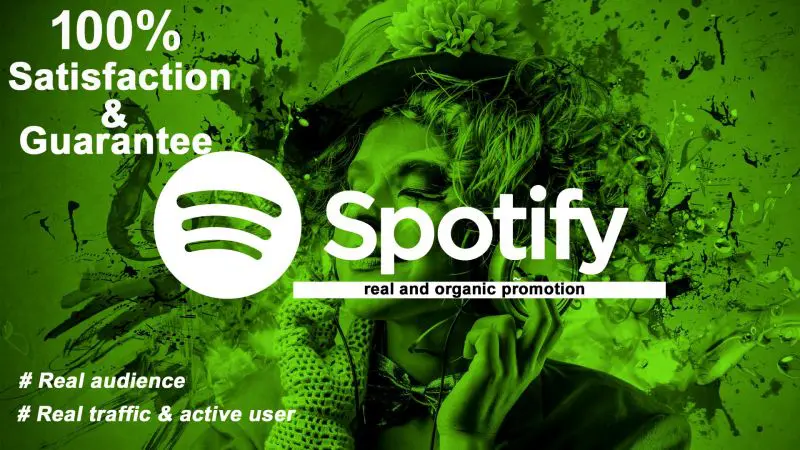 100%
Satisfaction
&
Guarantee
Spotify
real and organic promotion
# Real audience
# Real traffic & active user